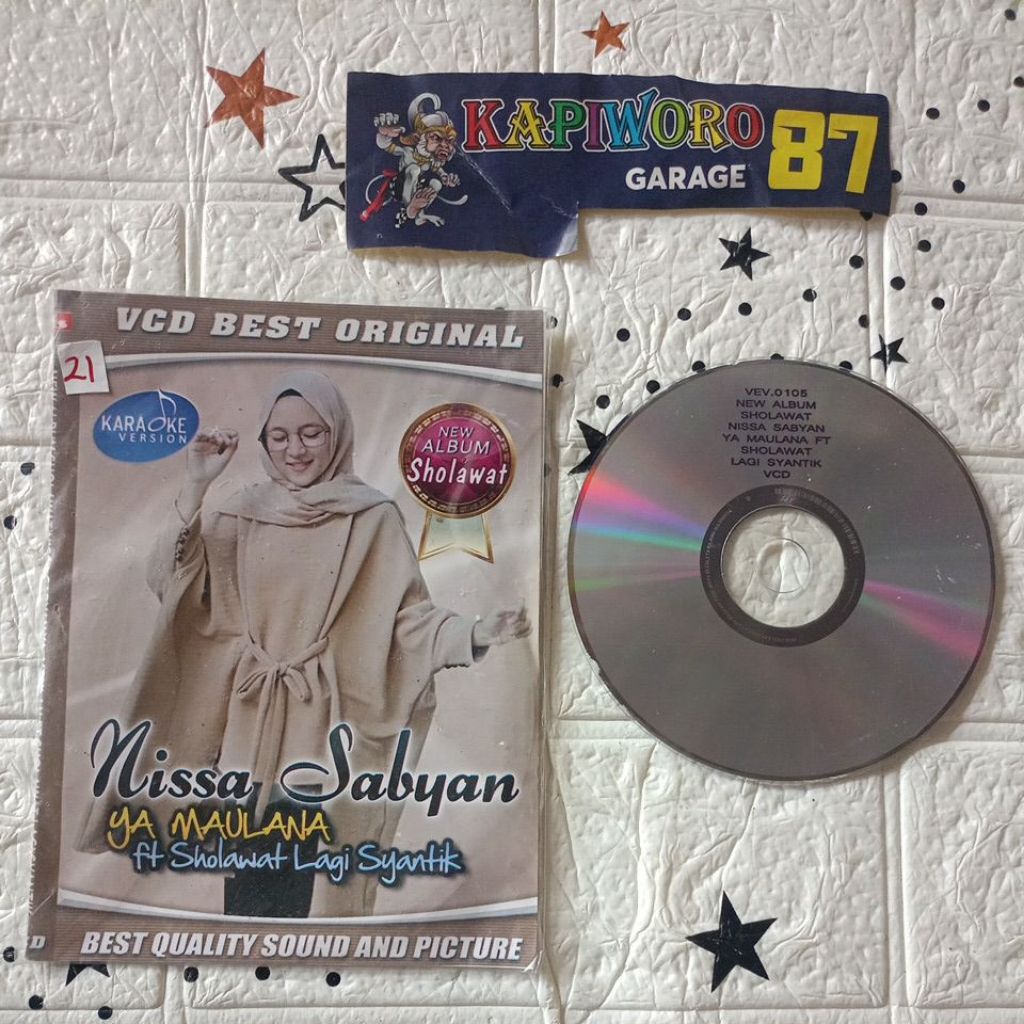 KAPIWORO
GARAGE 87
VCD BEST ORIGINAL
21
KARAOKE
VERSION
NEW
ALBUM
Sholawat
Nissa Sabyan
YA MAULANA
ft Sholawat Lagi Syantik
BEST QUALITY SOUND AND PICTURE
VEV.0105
NEW ALBUM
SHOLAWAT
NISSA SABYAN
YA MAULANA FT
SHOLAWAT
LAGI SYANTIK
VCD